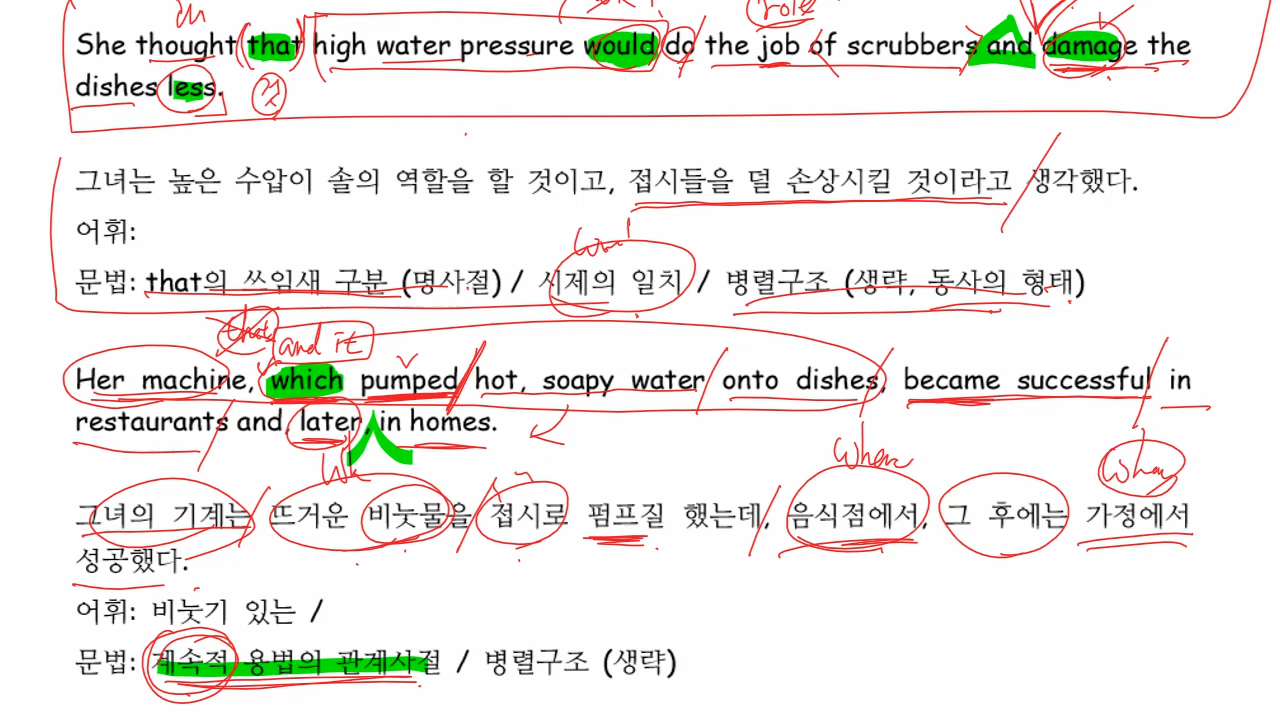 role
She thought that high water pressure would do the job of scrubbers and damage the
dishes less.
것
그녀는 높은 수압이 솔의 역할을 할 것이고, 접시들을 덜 손상시킬 것이라고 생각했다.
어휘:
문법: that의 쓰임새 구분 (명사절) / 시제의 일치 / 병렬구조 (생략, 동사의 형태)
that and it
Her machine, which pumped hot, soapy water onto dishes, became successful in
restaurants and, later, in homes.
where
그녀의 기계는 뜨거운 비눗물을 접시로 펌프질 했는데, 음식점에서, 그 후에는 가정에서
성공했다.
어휘: 비눗기 있는 /
문법: 계속적 용법의 관계사절 / 병렬구조 (생략)